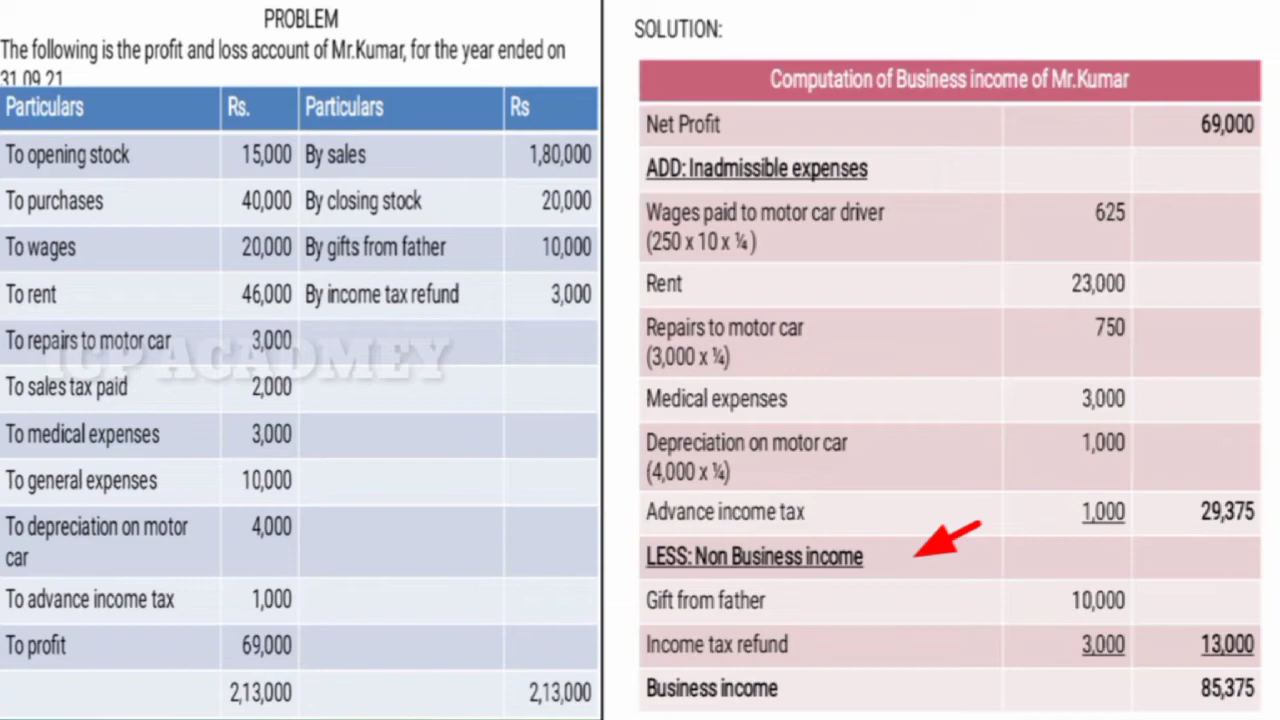 PROBLEM
The following is the profit and loss account of Mr.Kumar, for the year ended on
31.09.21
Particulars Rs. Particulars Rs
To opening stock 15,000 By sales 1,80,000
To purchases 40,000 By closing stock 20,000
To wages 20,000 By gifts from father 10,000
To rent 46,000 By income tax refund 3,000
To repairs to motor car 3,000
ICP ACADMEY
To sales tax paid 2,000
To medical expenses 3,000
To general expenses 10,000
To depreciation on motor 4,000
car
To advance income tax 1,000
To profit 69,000
2,13,000 2,13,000
SOLUTION:
Computation of Business income of Mr.Kumar
Net Profit 69,000
ADD: Inadmissible expenses
Wages paid to motor car driver 625
(250 x 10 x ¼ )
Rent 23,000
Repairs to motor car 750
(3,000 x ¼)
Medical expenses 3,000
Depreciation on motor car 1,000
(4,000 x ¼)
Advance income tax 1,000 29,375
LESS: Non Business income
Gift from father 10,000
Income tax refund 3,000 13,000
Business income 85,375